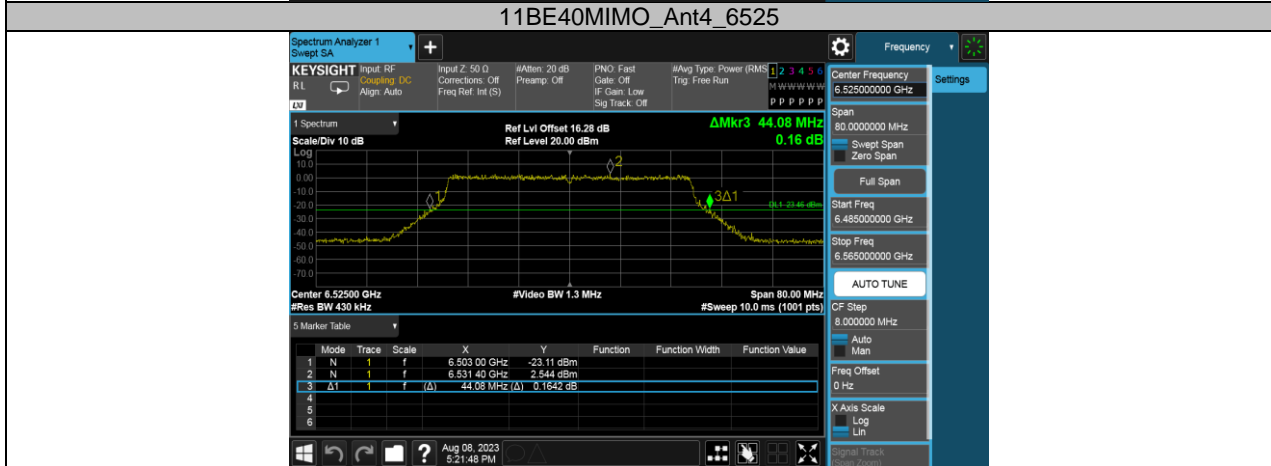 11BE40MIMO_Ant4_6525
Spectrum Analyzer 1
Swept SA
+
Frequency
KEYSIGHT Input: RF Input Z: 50 Ω #Atten: 20 dB PNO: Fast #Avg Type: Power (RMS 1 2 3 4 5 6
RL Coupling: DC Corrections: Off Preamp: Off Gate: Off Trig: Free Run M W W W W W
Align: Auto Freq Ref: Int (S) IF Gain: Low P P P P P P
LXI Sig Track: Off
Center Frequency
6.525000000 GHz
Settings
1 Spectrum Ref Lvl Offset 16.28 dB ΔMkr3 44.08 MHz
Scale/Div 10 dB Ref Level 20.00 dBm 0.16 dB
Log
10.0
0.00
-10.0
-20.0
-30.0
-40.0
-50.0
-60.0
-70.0
1
2
3Δ1
DL1 -23.46 dBm
Center 6.52500 GHz #Video BW 1.3 MHz Span 80.00 MHz
#Res BW 430 kHz #Sweep 10.0 ms (1001 pts)
5 Marker Table
Mode Trace Scale X Y Function Function Width Function Value
1 N 1 f 6.503 00 GHz -23.11 dBm
2 N 1 f 6.531 40 GHz 2.544 dBm
3 Δ1 1 f (Δ) 44.08 MHz (Δ) 0.1642 dB
4
5
6
Span
80.0000000 MHz
Swept Span
Zero Span
Full Span
Start Freq
6.485000000 GHz
Stop Freq
6.565000000 GHz
AUTO TUNE
CF Step
8.000000 MHz
Auto
Man
Freq Offset
0 Hz
X Axis Scale
Log
Lin
Signal Track
(Span Zoom)
?
Aug 08, 2023
5:21:48 PM